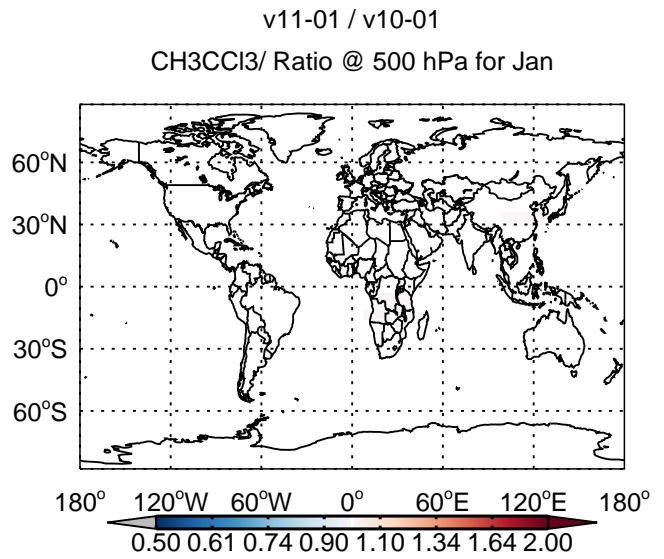 v11-01 / v10-01
CH3CCl3/ Ratio @ 500 hPa for Jan
60°N
30°N
0°
30°S
60°S
180° 120°W 60°W 0° 60°E 120°E 180°
0.50 0.61 0.74 0.90 1.10 1.34 1.64 2.00